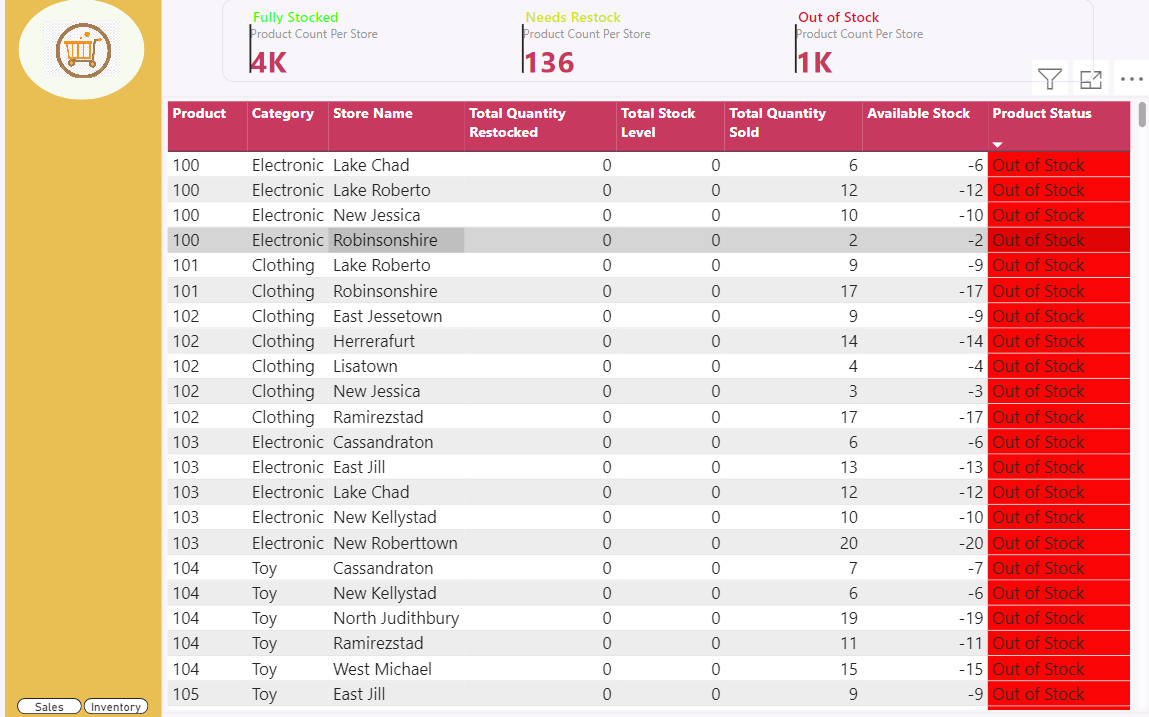 Fully Stocked Needs Restock Out of Stock
Product Count Per Store Product Count Per Store Product Count Per Store
4K 136 1K
Product Category Store Name Total Quantity Restocked Total Stock Level Total Quantity Sold Available Stock Product Status
100 Electronic Lake Chad 0 0 6 -6 Out of Stock
100 Electronic Lake Roberto 0 0 12 -12 Out of Stock
100 Electronic New Jessica 0 0 10 -10 Out of Stock
100 Electronic Robinsonshire 0 0 2 -2 Out of Stock
101 Clothing Lake Roberto 0 0 9 -9 Out of Stock
101 Clothing Robinsonshire 0 0 17 -17 Out of Stock
102 Clothing East Jessetown 0 0 9 -9 Out of Stock
102 Clothing Herrerafurt 0 0 14 -14 Out of Stock
102 Clothing Lisatown 0 0 4 -4 Out of Stock
102 Clothing New Jessica 0 0 3 -3 Out of Stock
102 Clothing Ramirezstad 0 0 17 -17 Out of Stock
103 Electronic Cassandraton 0 0 6 -6 Out of Stock
103 Electronic East Jill 0 0 13 -13 Out of Stock
103 Electronic Lake Chad 0 0 12 -12 Out of Stock
103 Electronic New Kellystad 0 0 10 -10 Out of Stock
103 Electronic New Roberttown 0 0 20 -20 Out of Stock
104 Toy Cassandraton 0 0 7 -7 Out of Stock
104 Toy New Kellystad 0 0 6 -6 Out of Stock
104 Toy North Judithbury 0 0 19 -19 Out of Stock
104 Toy Ramirezstad 0 0 11 -11 Out of Stock
104 Toy West Michael 0 0 15 -15 Out of Stock
105 Toy East Jill 0 0 9 -9 Out of Stock
Sales Inventory